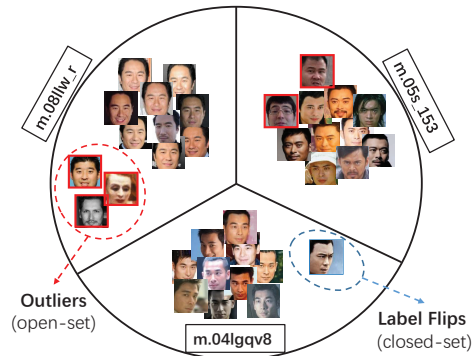 m.08llw_r
m.05s_153
Outliers
(open-set)
m.04lgqv8
Label Flips
(closed-set)